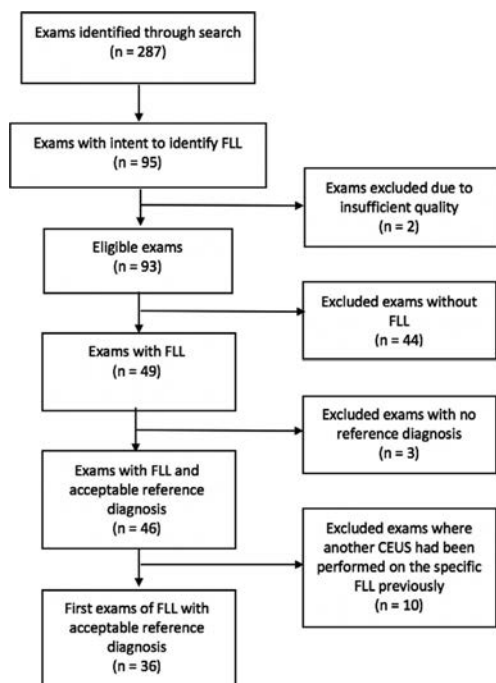 Exams identified through search
(n = 287)
Exams with intent to identify FLL
(n = 95)
Exams excluded due to
insufficient quality
(n = 2)
Eligible exams
(n = 93)
Excluded exams without
FLL
(n = 44)
Exams with FLL
(n = 49)
Excluded exams with no
reference diagnosis
(n = 3)
Exams with FLL and
acceptable reference
diagnosis
(n = 46)
Excluded exams where
another CEUS had been
performed on the specific
FLL previously
(n = 10)
First exams of FLL with
acceptable reference
diagnosis
(n = 36)